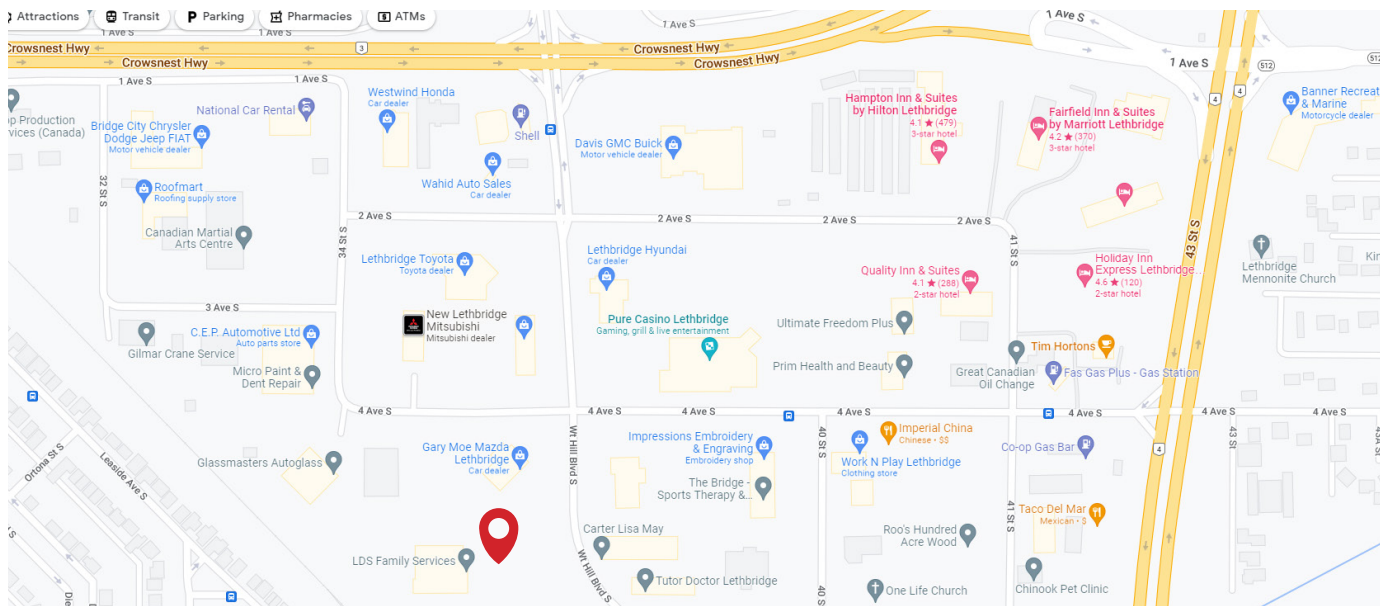 Attractions
Transit
Parking
Pharmacies
ATMs
1 Ave S
1 Ave S
1 Ave S
Crowsnest Hwy
3
Crowsnest Hwy
Crowsnest Hwy
Crowsnest Hwy
1 Ave S
512
1 Ave S
1 Ave S
4
4
op Production
rvices (Canada)
National Car Rental
Bridge City Chrysler
Dodge Jeep FIAT
Motor vehicle dealer
Westwind Honda
Car dealer
Shell
Davis GMC Buick
Motor vehicle dealer
Hampton Inn & Suites
by Hilton Lethbridge
4.1 ★ (479)
3-star hotel
Fairfield Inn & Suites
by Marriott Lethbridge
4.2 ★ (370)
3-star hotel
Banner Recreat
& Marine
Motorcycle dealer
32 St S
Roofmart
Roofing supply store
Wahid Auto Sales
Car dealer
Canadian Martial
Arts Centre
34 St S
2 Ave S
2 Ave S
2 Ave S
2 Ave S
41 St S
43 St S
Lethbridge Toyota
Toyota dealer
Lethbridge Hyundai
Car dealer
Quality Inn & Suites
4.1 ★ (288)
2-star hotel
Holiday Inn
Express Lethbridge...
4.6 ★ (120)
2-star hotel
Lethbridge
Mennonite Church
Kin
3 Ave S
New Lethbridge
Mitsubishi
Mitsubishi dealer
Pure Casino Lethbridge
Gaming, grill & live entertainment
Ultimate Freedom Plus
C.E.P. Automotive Ltd
Auto parts store
Gilmar Crane Service
Micro Paint &
Dent Repair
Prim Health and Beauty
Great Canadian
Oil Change
Tim Hortons
Fas Gas Plus - Gas Station
4 Ave S
4 Ave S
4 Ave S
4 Ave S
4 Ave S
4 Ave S
Ortona St S
Leaside Ave S
Glassmasters Autoglass
Gary Moe Mazda
Lethbridge
Car dealer
Wt Hill Blvd S
Impressions Embroidery
& Engraving
Embroidery shop
The Bridge -
Sports Therapy &...
40 St S
Imperial China
Chinese • $$
Work N Play Lethbridge
Clothing store
Co-op Gas Bar
4
43 St
43A St
41 St S
Taco Del Mar
Mexican • $
LDS Family Services
Wt Hill Blvd S
Carter Lisa May
Tutor Doctor Lethbridge
40 St S
Roo's Hundred
Acre Wood
One Life Church
Chinook Pet Clinic